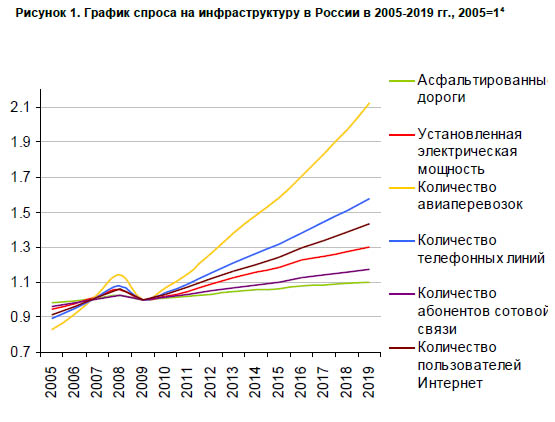 Рисунок 1. График спроса на инфраструктуру в России в 2005-2019 гг., 2005=1⁴
2.1
1.9
1.7
1.5
1.3
1.1
0.9
0.7
2005
2006
2007
2008
2009
2010
2011
2012
2013
2014
2015
2016
2017
2018
2019
Асфальтированны
дороги
Установленная
электрическая
мощность
Количество
авиаперевозок
Количество
телефонных линий
Количество
абонентов сотовой
связи
Количество
пользователей
Интернет